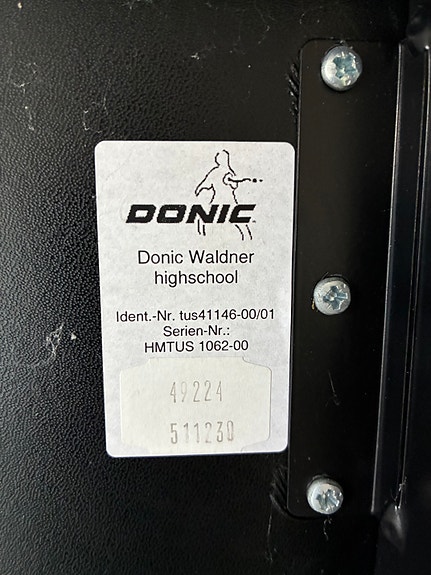 DONIC
Donic Waldner
highschool
Ident.-Nr. tus41146-00/01
Serien-Nr.:
HMTUS 1062-00
49224
511230